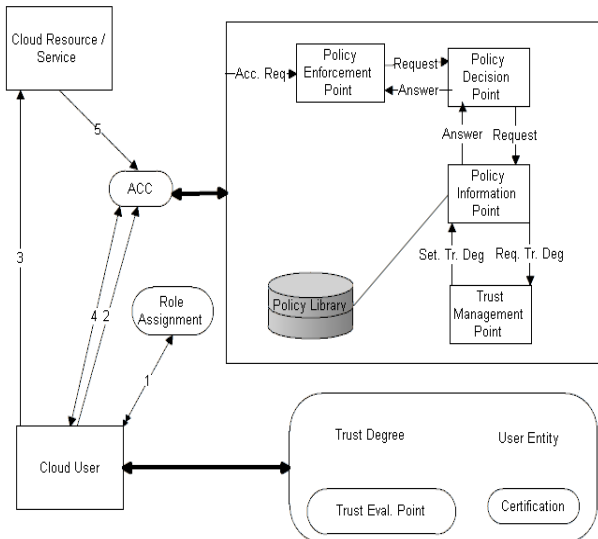 Cloud Resource /
Service
5
ACC
3
4
2
Role
Assignment
1
Cloud User
Acc. Req
Policy
Enforcement
Point
Request
Answer
Policy
Decision
Point
Answer
Request
Policy
Information
Point
Set. Tr. Deg
Req. Tr. Deg
Policy Library
Trust
Management
Point
Trust Degree
User Entity
Trust Eval. Point
Certification